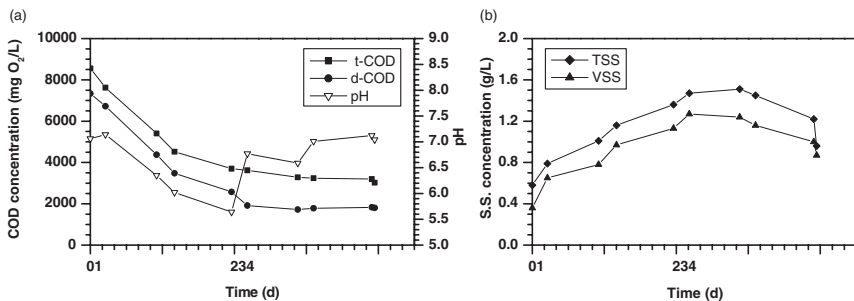 (a)
10000
8000
6000
4000
2000
0
COD concentration (mg O2/L)
t-COD
d-COD
pH
9.0
8.5
8.0
7.5
7.0
6.5
6.0
5.5
5.0
pH
01
234
Time (d)
(b)
2.0
1.6
1.2
0.8
0.4
0.0
S.S. concentration (g/L)
TSS
VSS
01
234
Time (d)